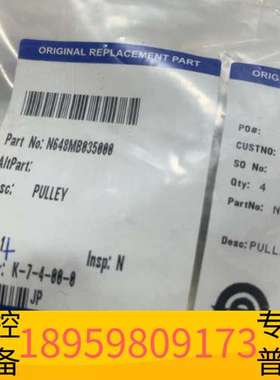 ORIGINAL REPLACEMENT PART
Part No: N648MB035000
AltPart:
sc: PULLEY
4
K-7-4-00-0
Insp: N
JP
ORIGI
PO#:
CUSTNO:
SO No:
Qty: 4
PartNo: N
Desc: PULL
控
备
18959809173
专
普